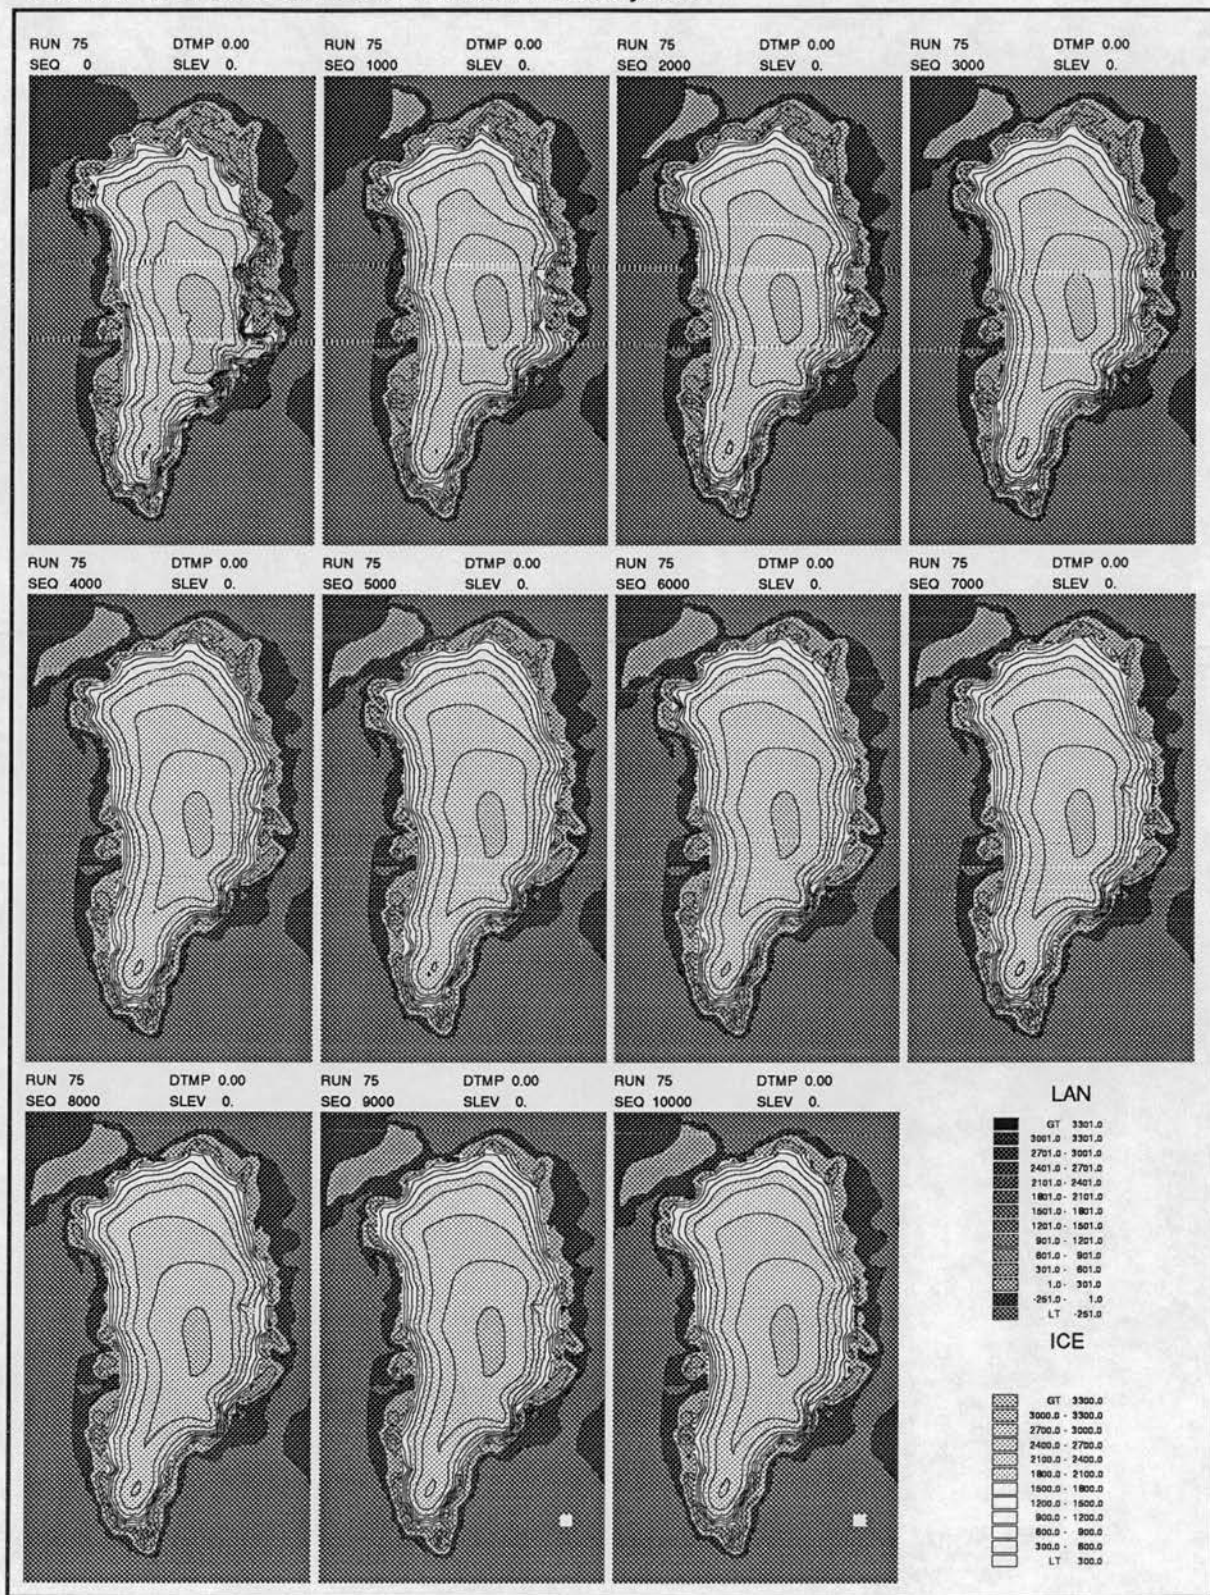 RUN 75 DTMP 0.00
SEQ 0 SLEV 0.
RUN 75 DTMP 0.00
SEQ 1000 SLEV 0.
RUN 75 DTMP 0.00
SEQ 2000 SLEV 0.
RUN 75 DTMP 0.00
SEQ 3000 SLEV 0.
RUN 75 DTMP 0.00
SEQ 4000 SLEV 0.
RUN 75 DTMP 0.00
SEQ 5000 SLEV 0.
RUN 75 DTMP 0.00
SEQ 6000 SLEV 0.
RUN 75 DTMP 0.00
SEQ 7000 SLEV 0.
RUN 75 DTMP 0.00
SEQ 8000 SLEV 0.
RUN 75 DTMP 0.00
SEQ 9000 SLEV 0.
RUN 75 DTMP 0.00
SEQ 10000 SLEV 0.
LAN
GT 3301.0
3001.0 - 3301.0
2701.0 - 3001.0
2401.0 - 2701.0
2101.0 - 2401.0
1801.0 - 2101.0
1501.0 - 1801.0
1201.0 - 1501.0
901.0 - 1201.0
601.0 - 901.0
301.0 - 601.0
1.0 - 301.0
-251.0 - 1.0
LT -251.0
ICE
GT 3300.0
3000.0 - 3300.0
2700.0 - 3000.0
2400.0 - 2700.0
2100.0 - 2400.0
1800.0 - 2100.0
1500.0 - 1800.0
1200.0 - 1500.0
900.0 - 1200.0
600.0 - 900.0
300.0 - 600.0
LT 300.0